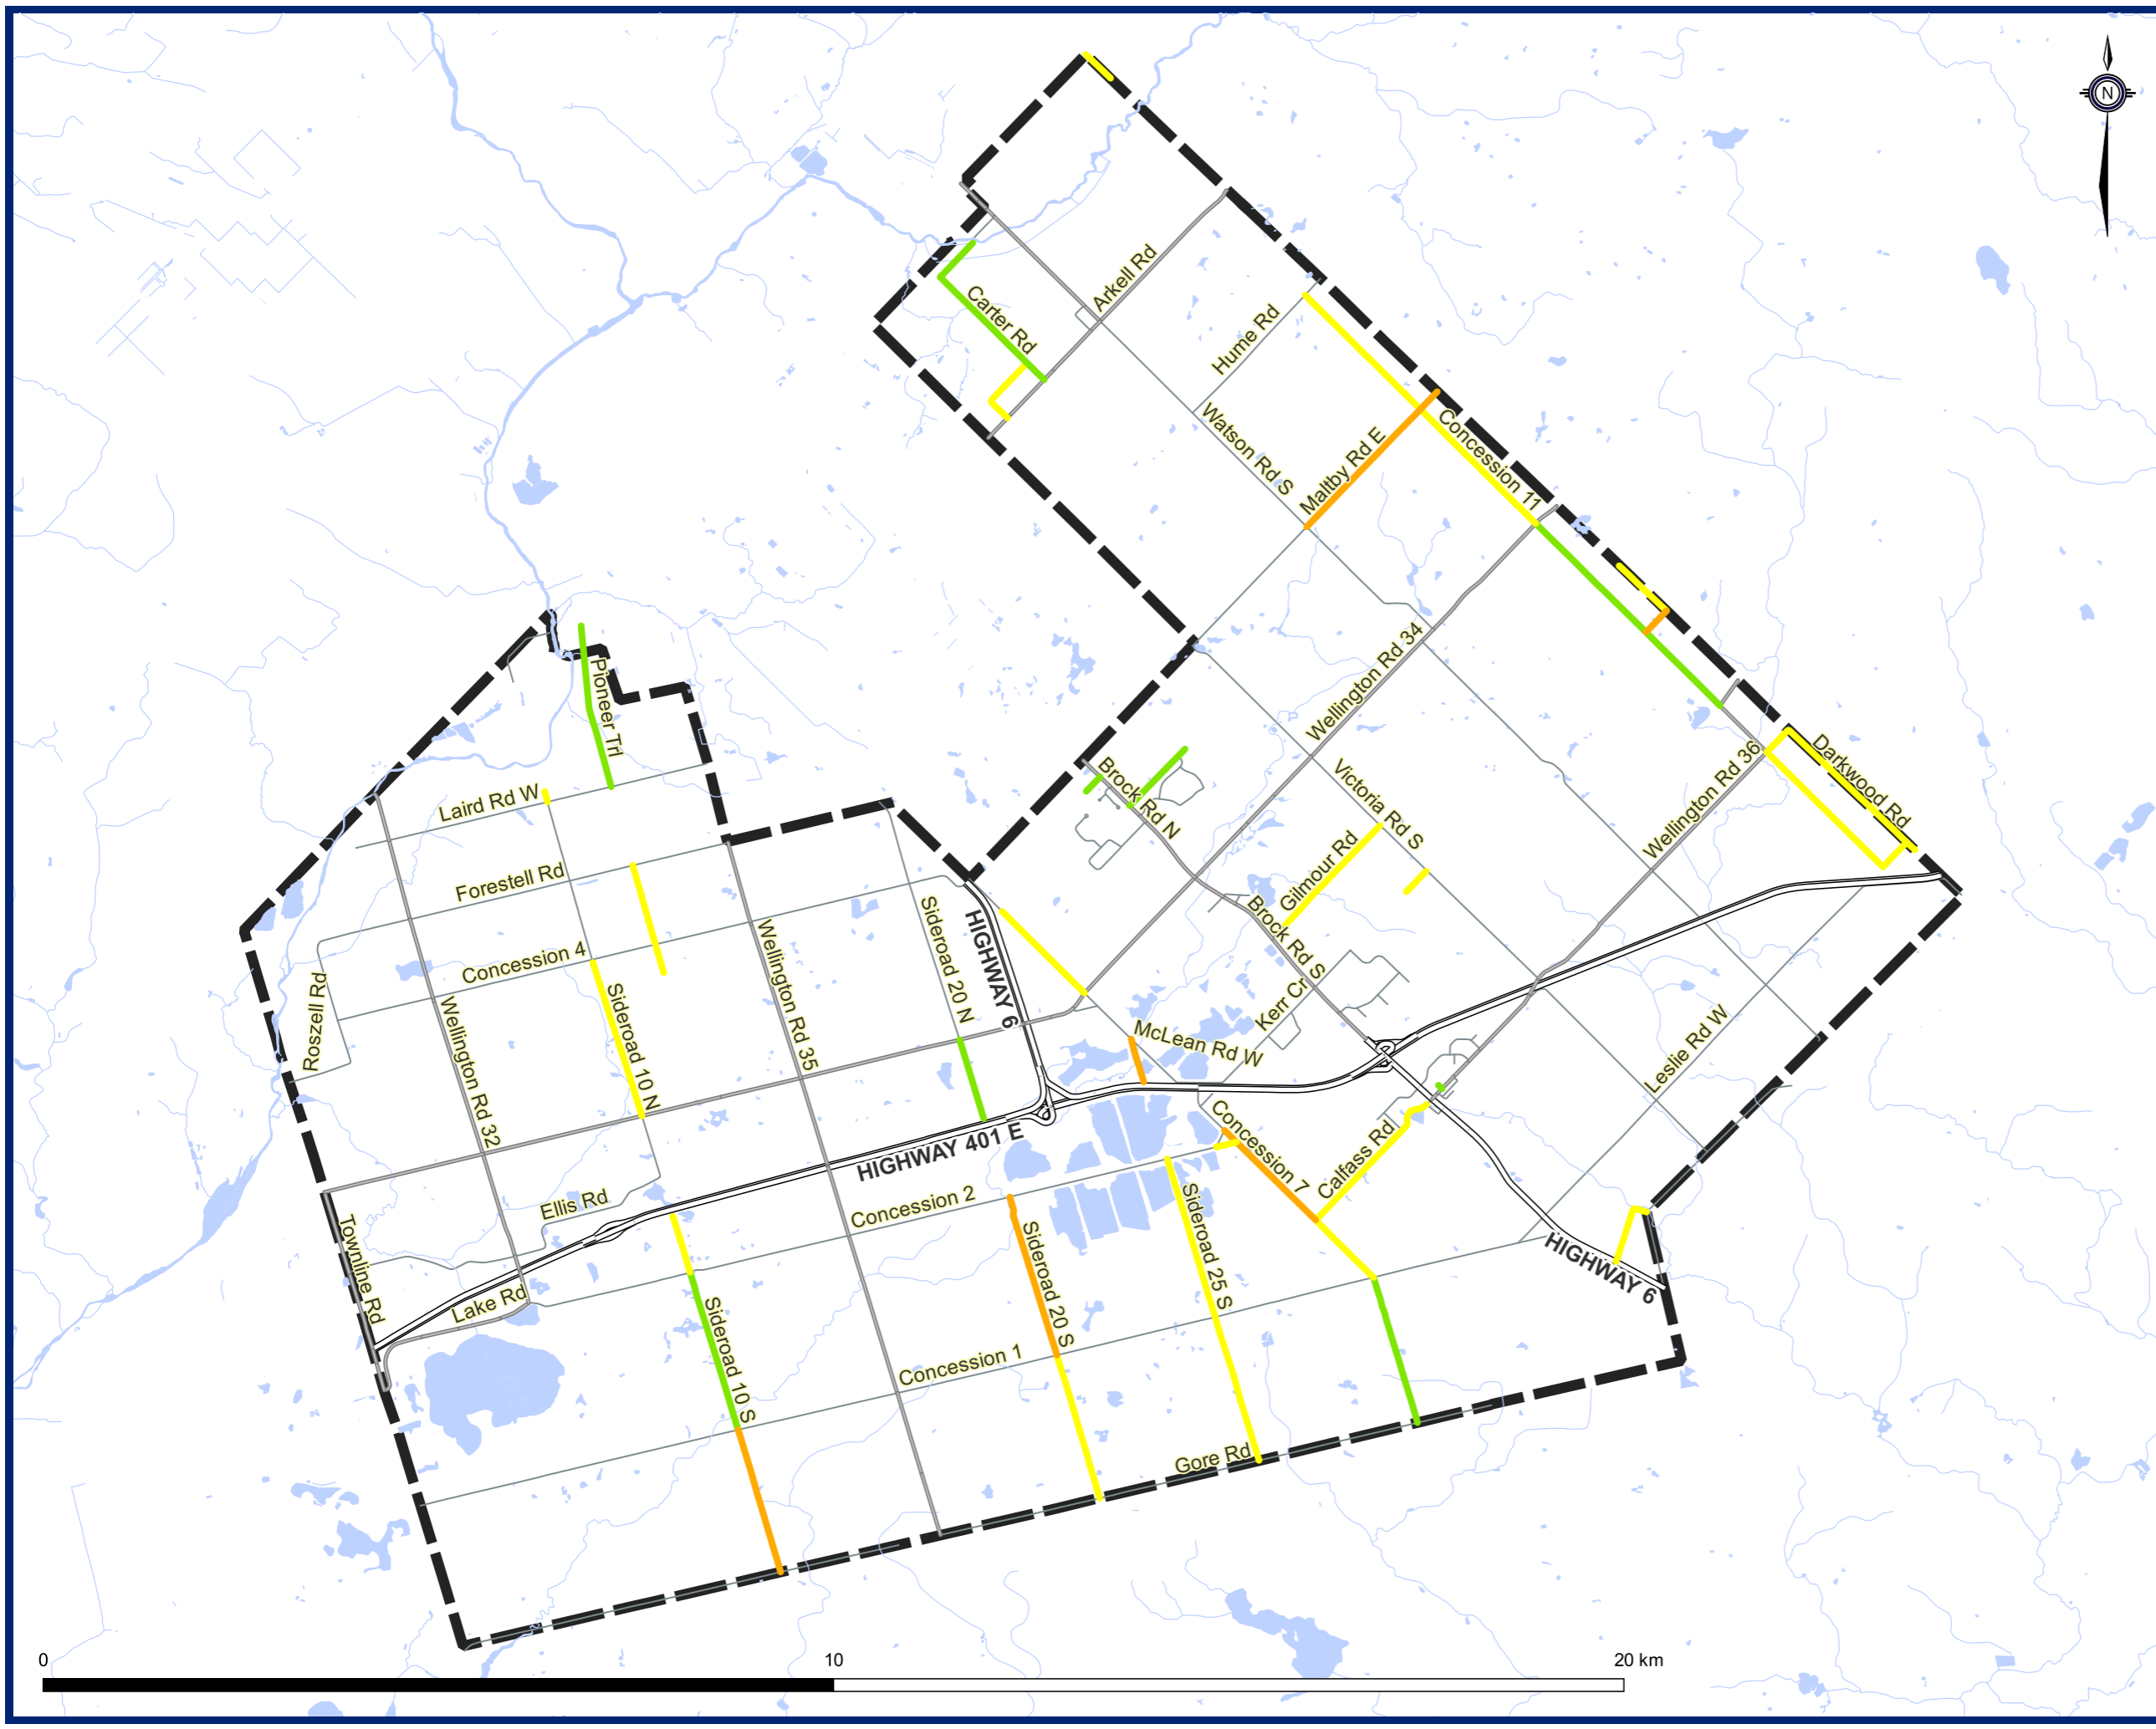 N
Arkell Rd
Carter Rd
Hume Rd
Watson Rd S
Maltby Rd E
Concession 11
Pioneer Trl
Wellington Rd 34
Laird Rd W
Brock Rd N
Victoria Rd S
Wellington Rd 36
Darkwood Rd
Forestell Rd
Gilmour Rd
Concession 4
Sideroad 20 N
HIGHWAY 6
Brock Rd S
Roszell Rd
Wellington Rd 32
Sideroad 10 N
Wellington Rd 35
Kerr Cr
McLean Rd W
Leslie Rd W
HIGHWAY 401 E
Concession 7
Calfass Rd
Ellis Rd
Concession 2
Townline Rd
Lake Rd
Sideroad 10 S
Sideroad 20 S
Sideroad 25 S
HIGHWAY 6
Concession 1
Gore Rd
0 10 20 km